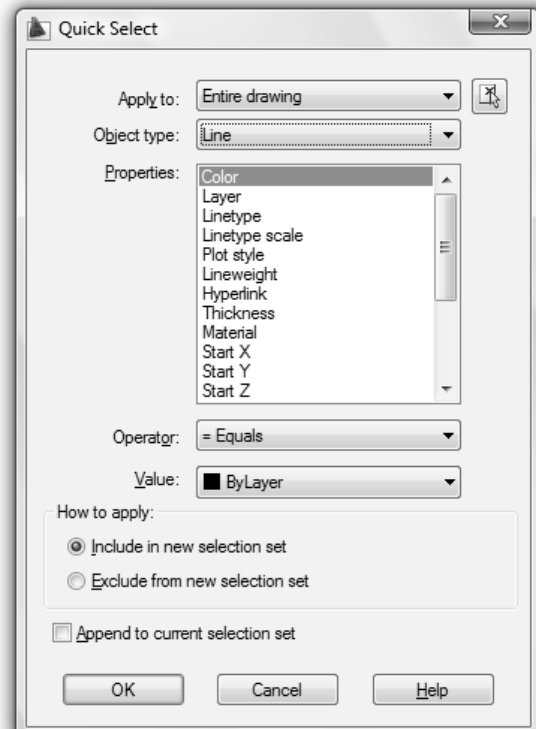 Quick Select
Apply to: Entire drawing
Object type: Line
Properties: Color
Layer
Linetype
Linetype scale
Plot style
Lineweight
Hyperlink
Thickness
Material
Start X
Start Y
Start Z
Operator: = Equals
Value: ByLayer
How to apply:
Include in new selection set
Exclude from new selection set
Append to current selection set
OK Cancel Help